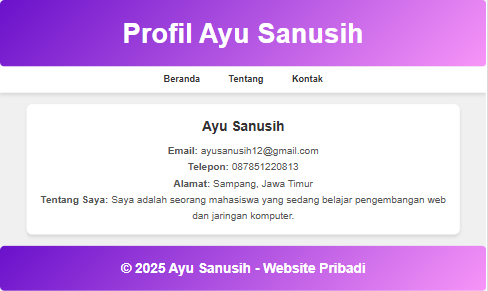 Profil Ayu Sanusih
Beranda Tentang Kontak
Ayu Sanusih
Email: ayusanusih12@gmail.com
Telepon: 087851220813
Alamat: Sampang, Jawa Timur
Tentang Saya: Saya adalah seorang mahasiswa yang sedang belajar pengembangan web
dan jaringan komputer.
© 2025 Ayu Sanusih - Website Pribadi